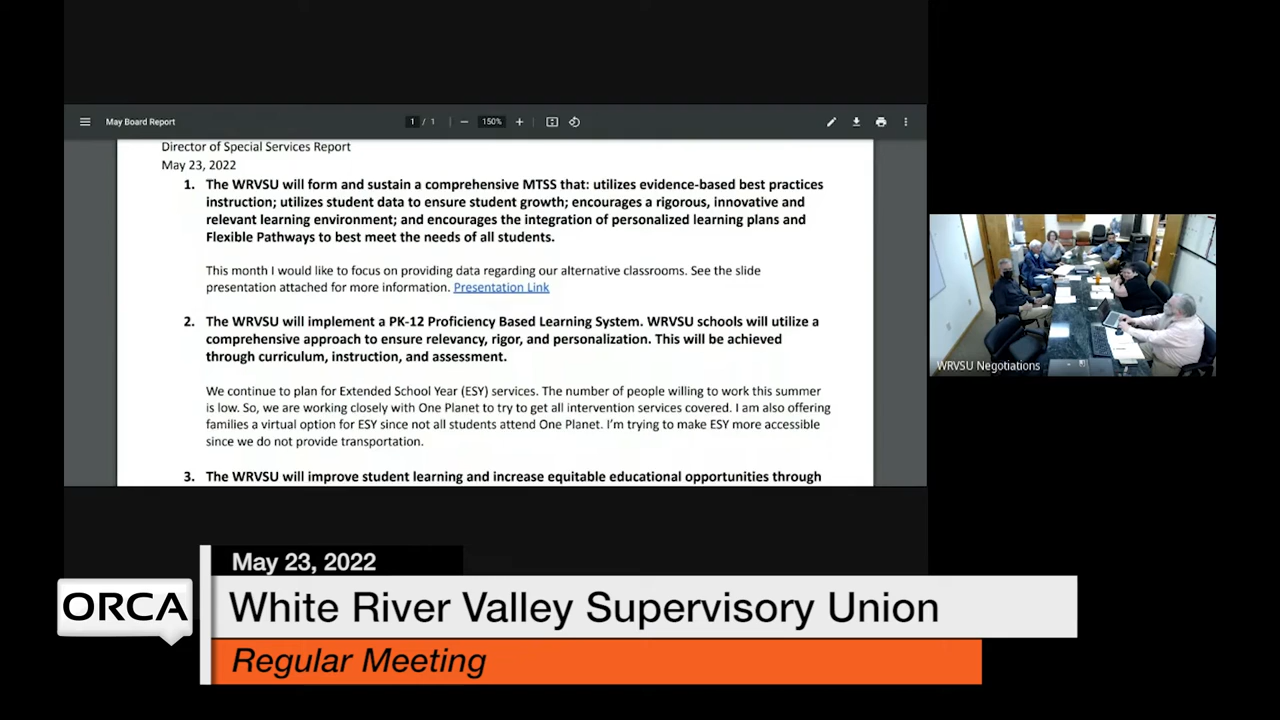 May Board Report
1 / 1
150%
Director of Special Services Report
May 23, 2022
1. The WRVSU will form and sustain a comprehensive MTSS that: utilizes evidence-based best practices
instruction; utilizes student data to ensure student growth; encourages a rigorous, innovative and
relevant learning environment; and encourages the integration of personalized learning plans and
Flexible Pathways to best meet the needs of all students.
This month I would like to focus on providing data regarding our alternative classrooms. See the slide
presentation attached for more information. Presentation Link
2. The WRVSU will implement a PK-12 Proficiency Based Learning System. WRVSU schools will utilize a
comprehensive approach to ensure relevancy, rigor, and personalization. This will be achieved
through curriculum, instruction, and assessment.
We continue to plan for Extended School Year (ESY) services. The number of people willing to work this summer
is low. So, we are working closely with One Planet to try to get all intervention services covered. I am also offering
families a virtual option for ESY since not all students attend One Planet. I'm trying to make ESY more accessible
since we do not provide transportation.
3. The WRVSU will improve student learning and increase equitable educational opportunities through
WRVSU Negotiations
May 23, 2022
ORCA
White River Valley Supervisory Union
Regular Meeting